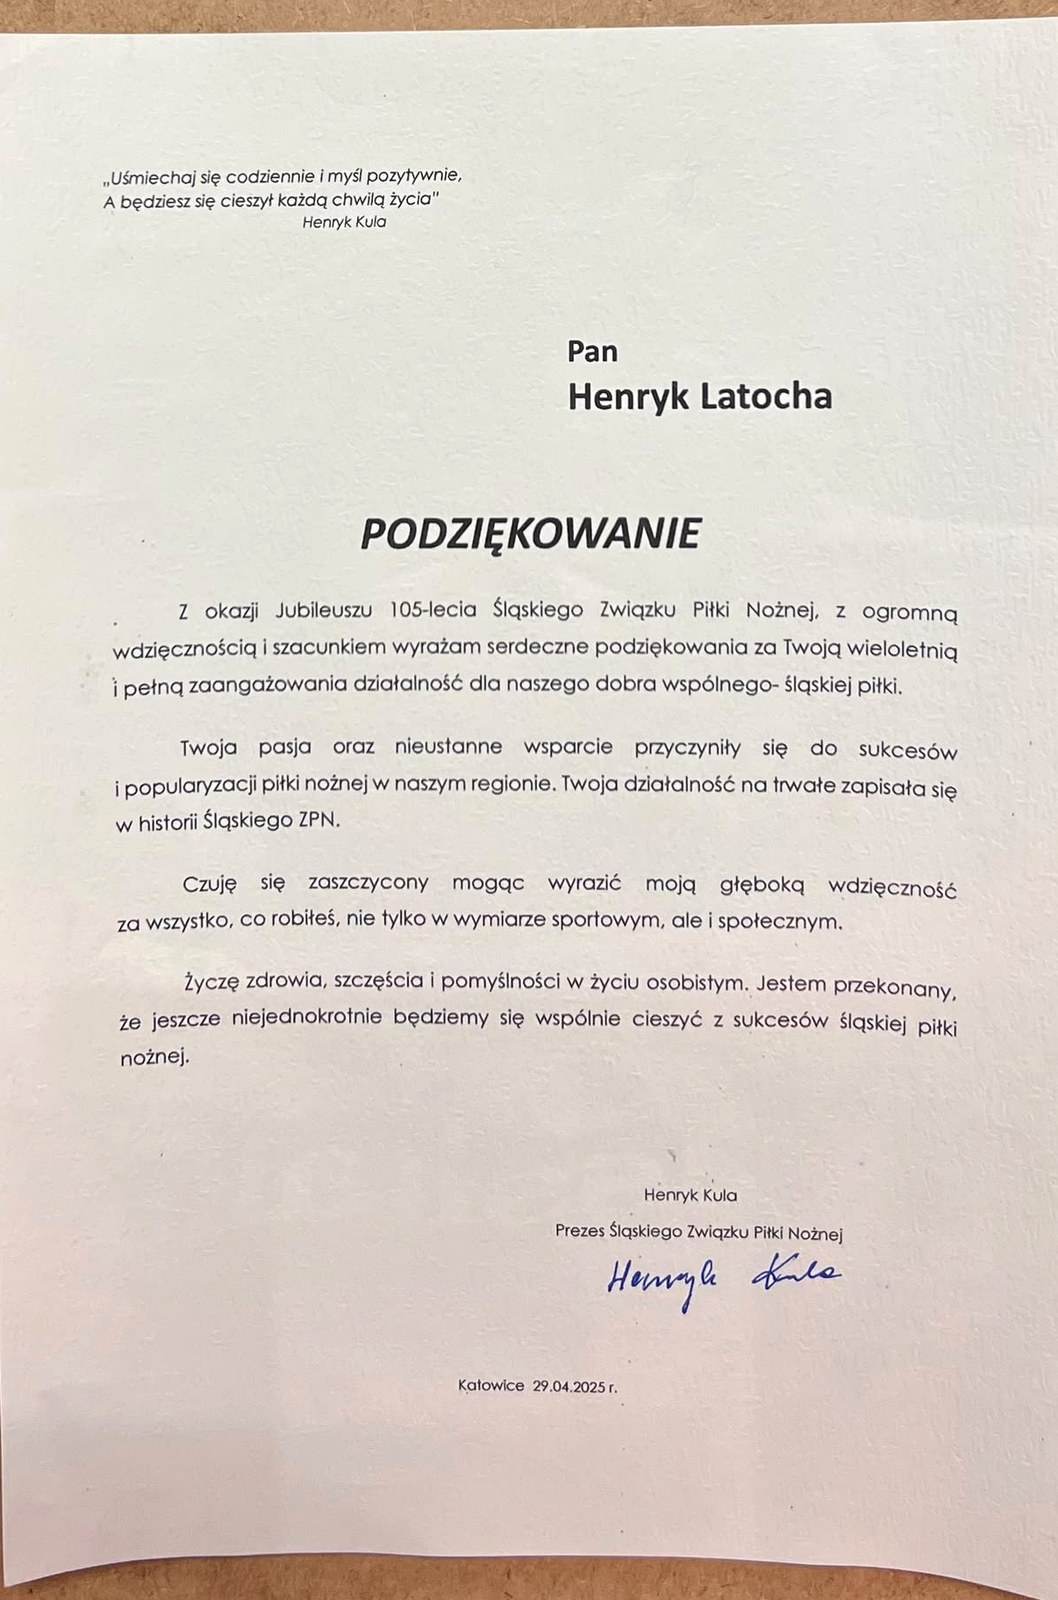 „Uśmiechaj się codziennie i myśl pozytywnie,
A będziesz się cieszył każdą chwilą życia"
Henryk Kula
Pan
Henryk Latocha
PODZIĘKOWANIE
Z okazji Jubileuszu 105-lecia Śląskiego Związku Piłki Nożnej, z ogromną
wdzięcznością i szacunkiem wyrażam serdeczne podziękowania za Twoją wieloletnią
i pełną zaangażowania działalność dla naszego dobra wspólnego- śląskiej piłki.
Twoja pasja oraz nieustanne wsparcie przyczyniły się do sukcesów
i popularyzacji piłki nożnej w naszym regionie. Twoja działalność na trwałe zapisała się
w historii Śląskiego ZPN.
Czuję się zaszczycony mogąc wyrazić moją głęboką wdzięczność
za wszystko, co robiłeś, nie tylko w wymiarze sportowym, ale i społecznym.
Życzę zdrowia, szczęścia i pomyślności w życiu osobistym. Jestem przekonany,
że jeszcze niejednokrotnie będziemy się wspólnie cieszyć z sukcesów śląskiej piłki
nożnej.
Henryk Kula
Prezes Śląskiego Związku Piłki Nożnej
Henryk Kula
Katowice 29.04.2025 r.